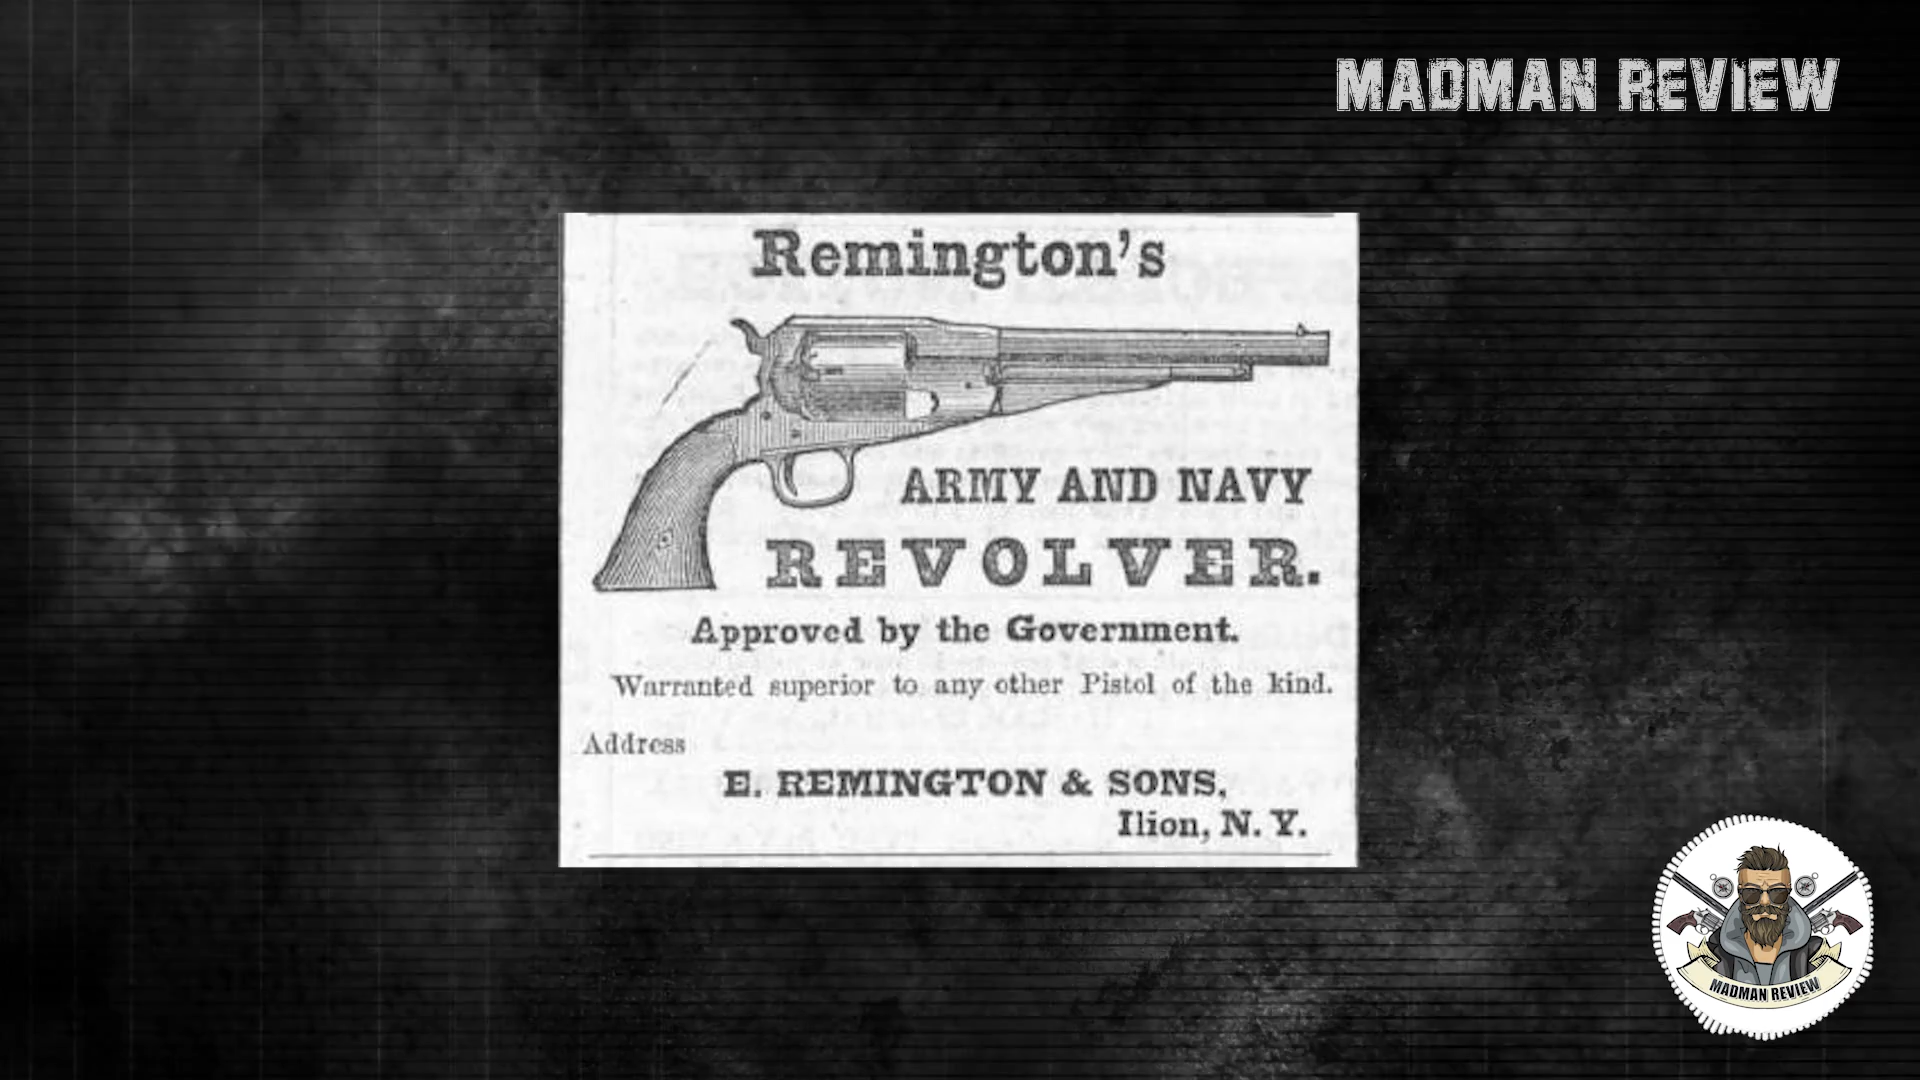 MADMAN REVIEW
Remington's
ARMY AND NAVY
REVOLVER.
Approved by the Government.
Warranted superior to any other Pistol of the kind.
Address
E. REMINGTON & SONS,
Ilion, N. Y.
MADMAN REVIEW